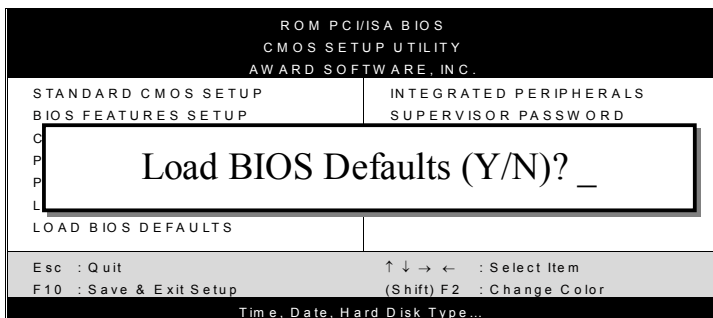 ROM PCI/ISA BIOS
CMOS SETUP UTILITY
AWARD SOFTWARE, INC.
STANDARD CMOS SETUP
INTEGRATED PERIPHERALS
BIOS FEATURES SETUP
SUPERVISOR PASSWORD
C
P
P
L
Load BIOS Defaults (Y/N)? _
LOAD BIOS DEFAULTS
Esc : Quit
↑ ↓ → ← : Select Item
F10 : Save & Exit Setup
(Shift) F2 : Change Color
Time, Date, Hard Disk Type...